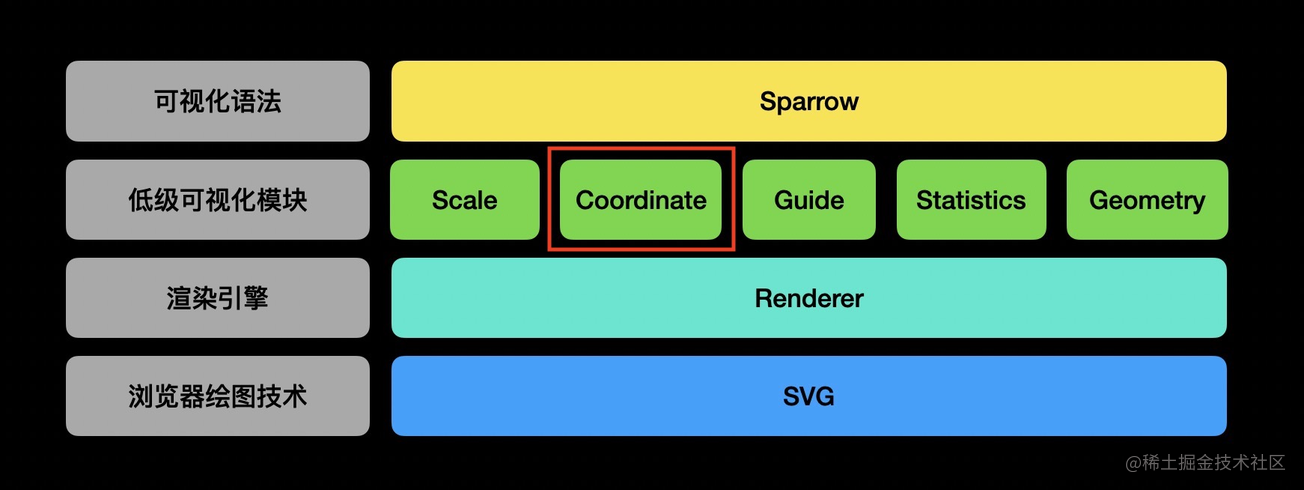 可视化语法 Sparrow
低级可视化模块 Scale Coordinate Guide Statistics Geometry
渲染引擎 Renderer
浏览器绘图技术 SVG
@稀土掘金技术社区